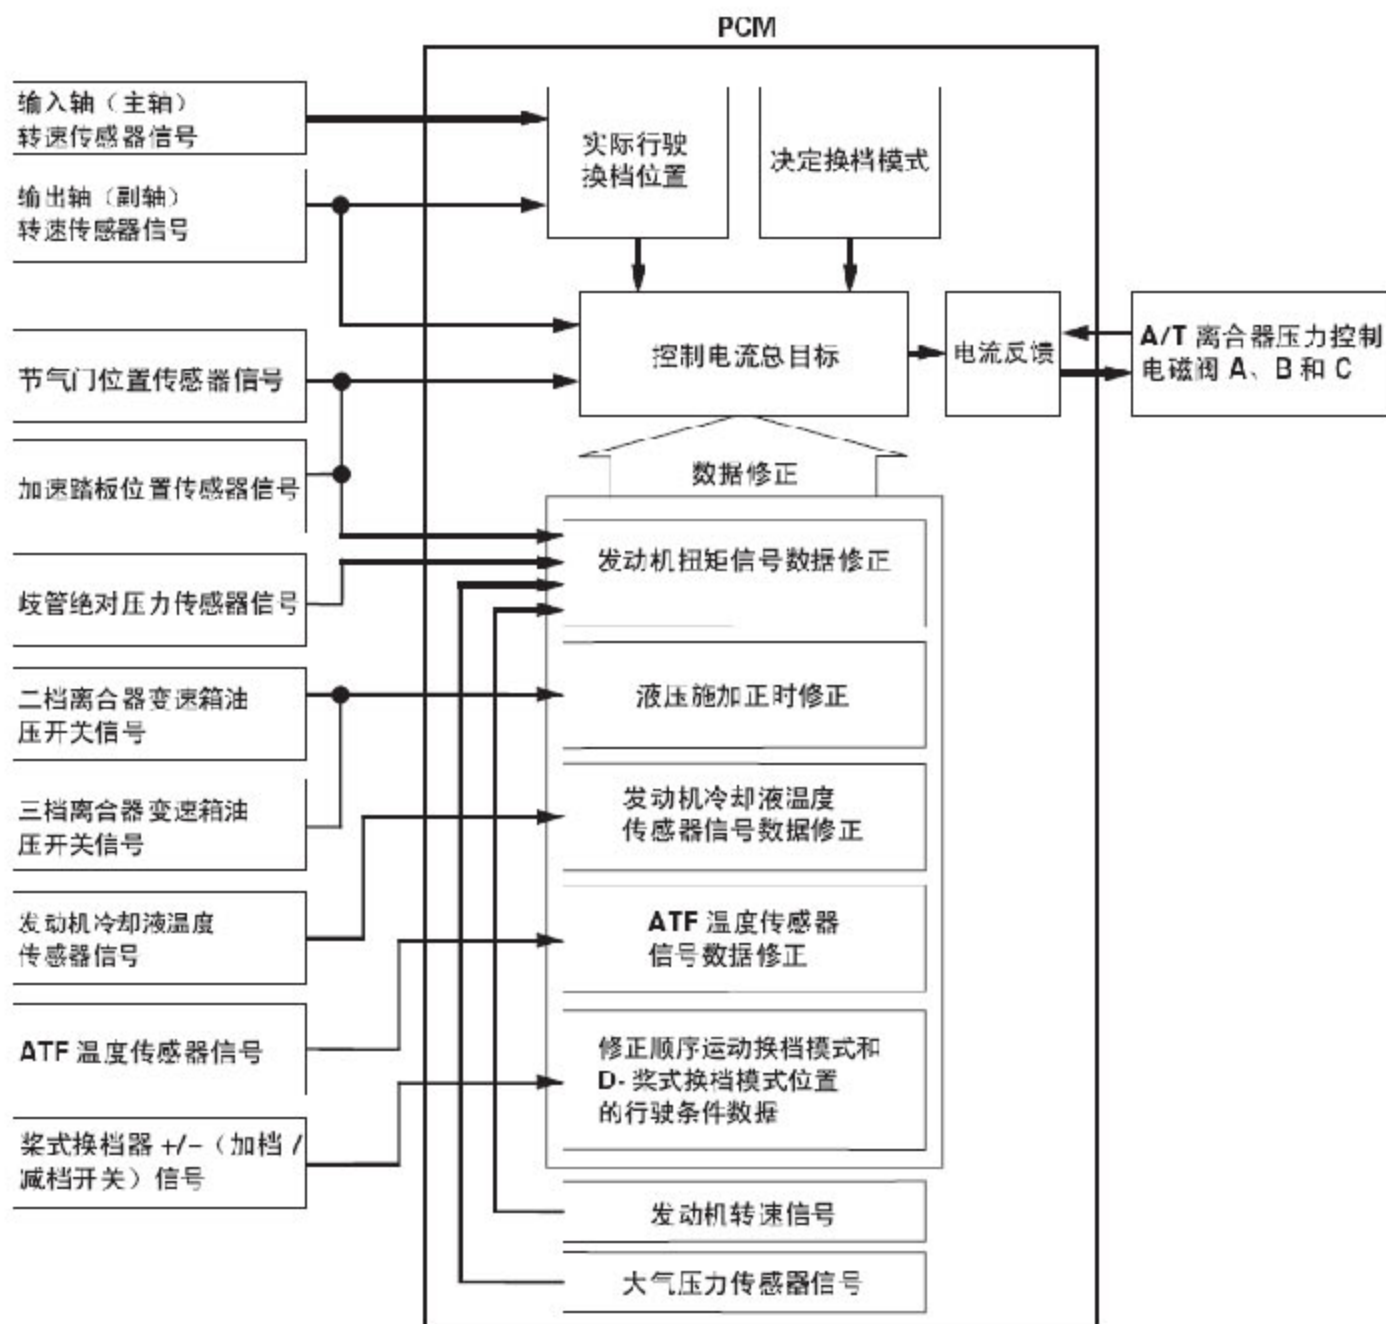 PCM
输入轴（主轴）
转速传感器信号
输出轴（副轴）
转速传感器信号
节气门位置传感器信号
加速踏板位置传感器信号
歧管绝对压力传感器信号
二档离合器变速箱油
压开关信号
三档离合器变速箱油
压开关信号
发动机冷却液温度
传感器信号
ATF 温度传感器信号
桨式换档器 +/-（加档 /
减档开关）信号
实际行驶
换档位置
决定换档模式
控制电流总目标
电流反馈
A/T 离合器压力控制
电磁阀 A、B 和 C
数据修正
发动机扭矩信号数据修正
液压施加正时修正
发动机冷却液温度
传感器信号数据修正
ATF 温度传感器
信号数据修正
修正顺序运动换档模式和
D- 桨式换档模式位置
的行驶条件数据
发动机转速信号
大气压力传感器信号